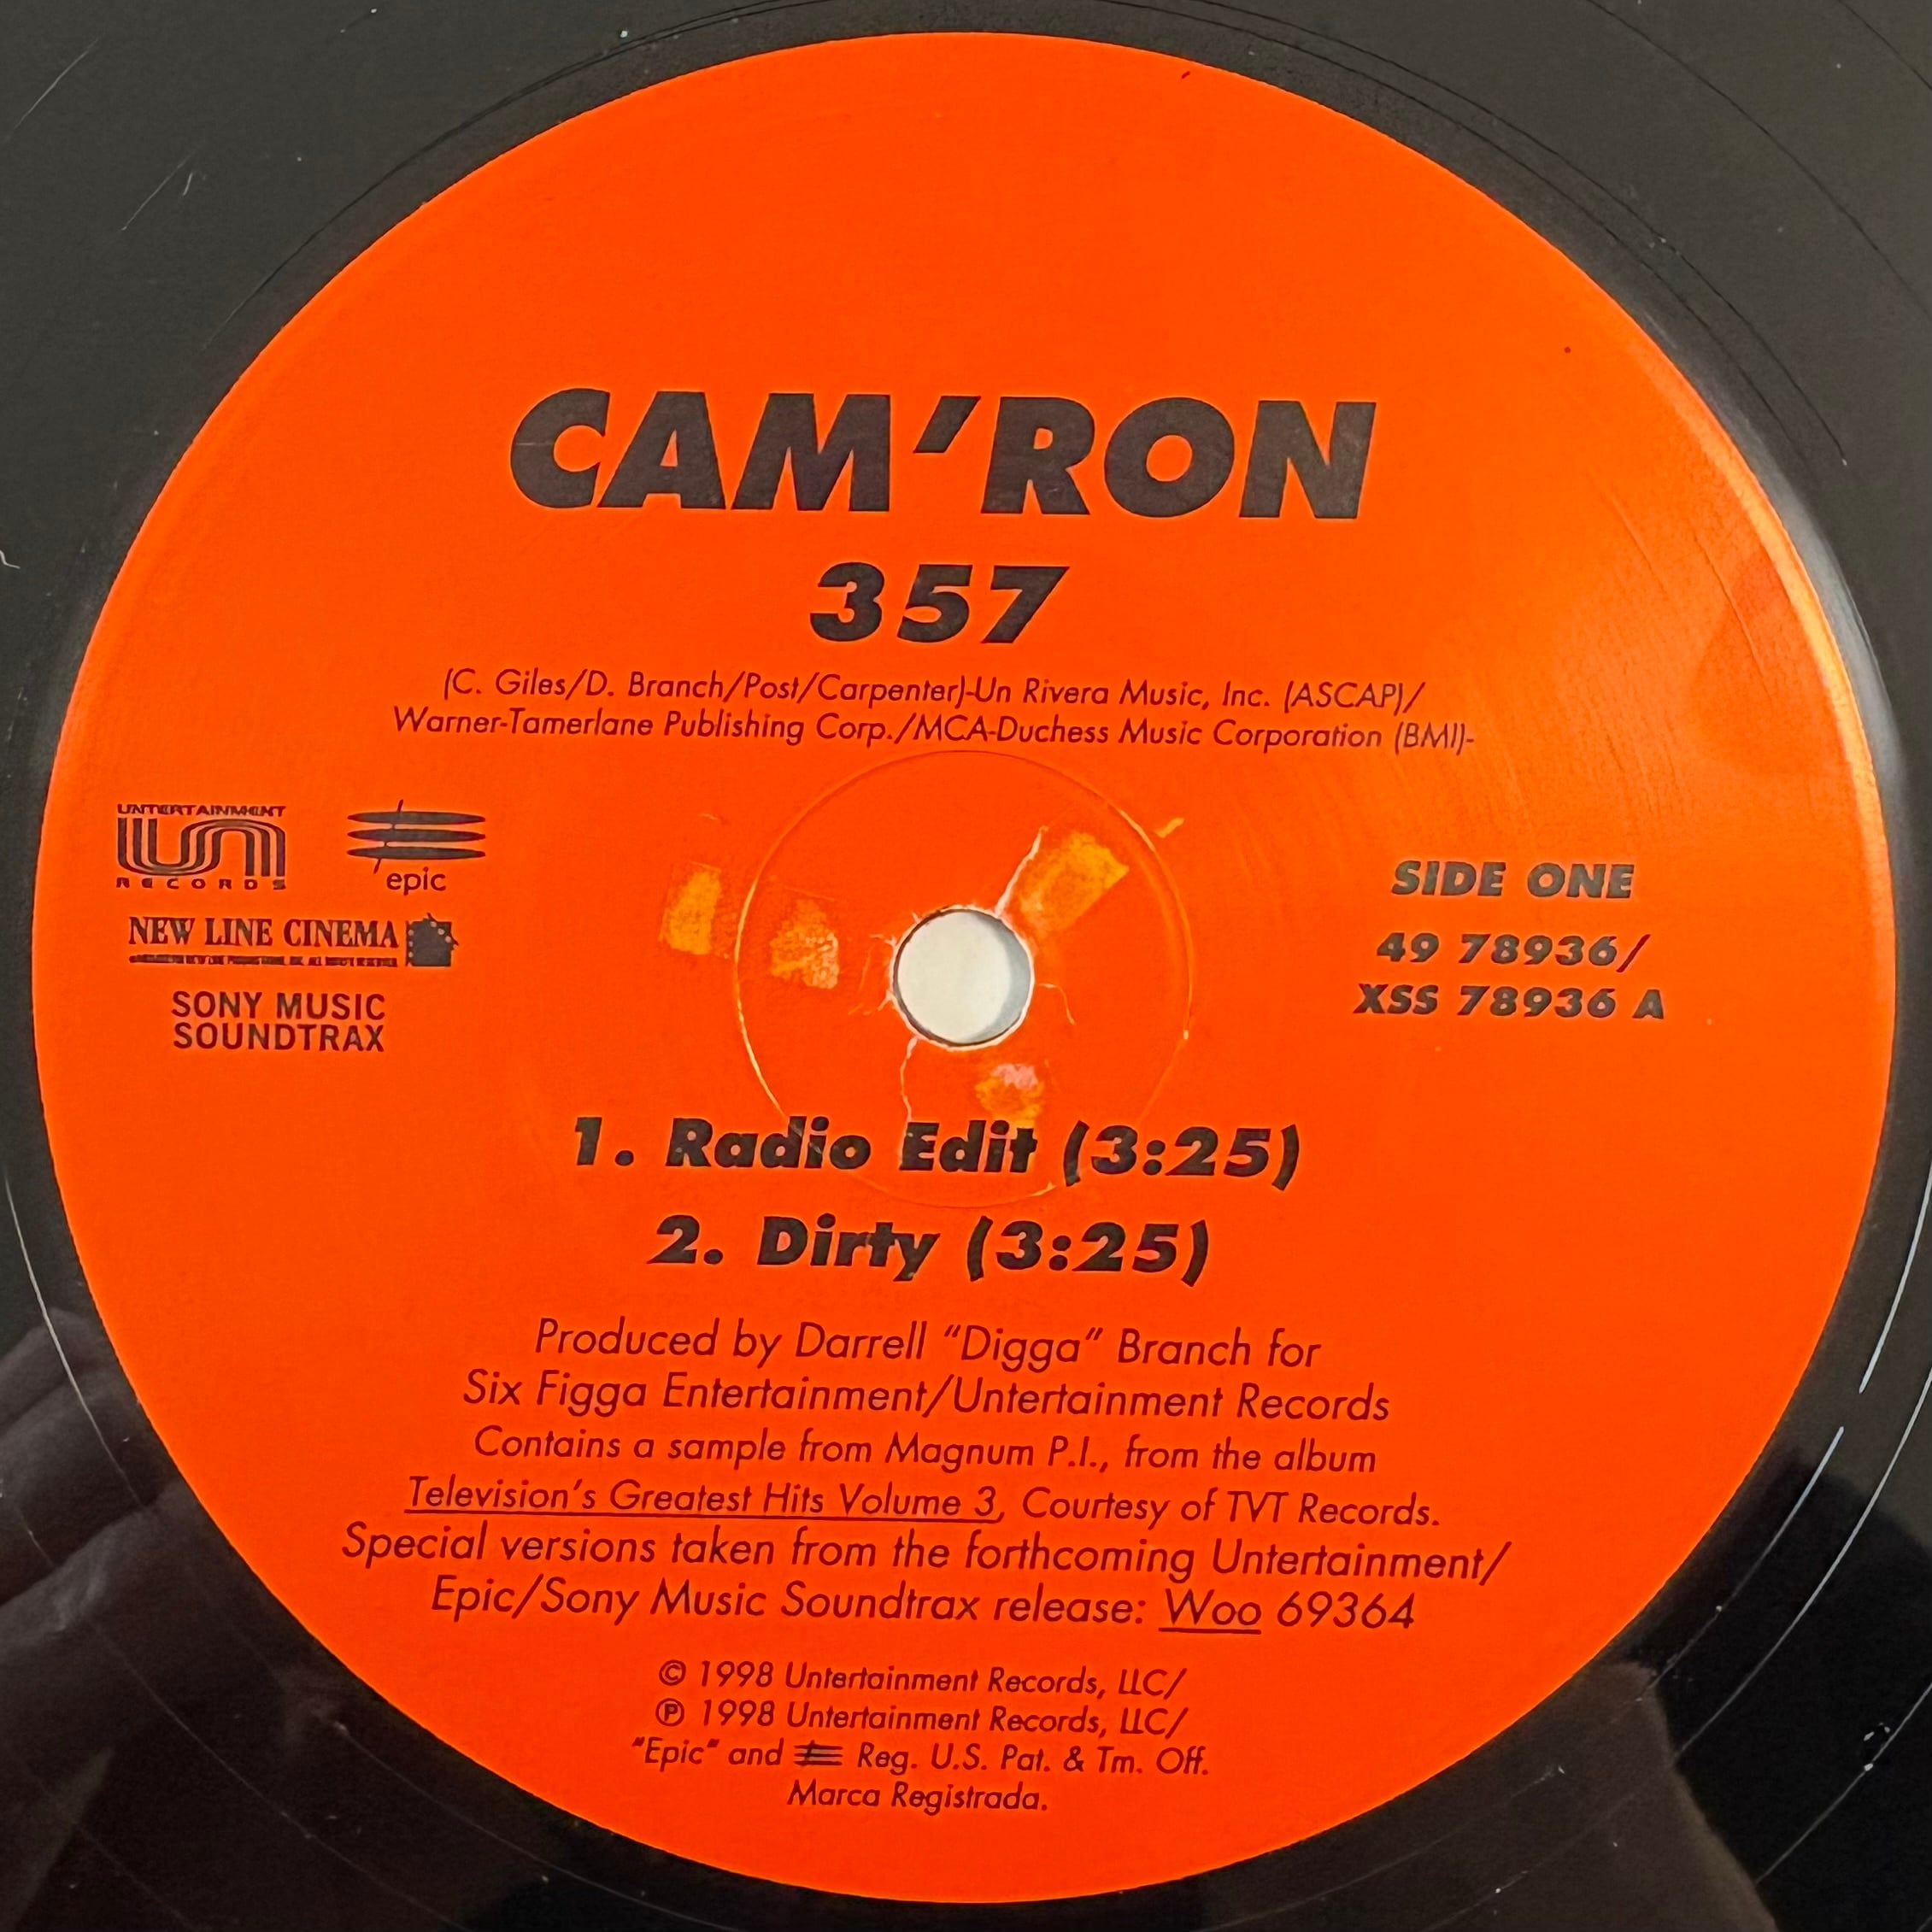 CAM'RON
357
(C. Giles/D. Branch/Post/Carpenter)-Un Rivera Music, Inc. (ASCAP)/
Warner-Tamerlane Publishing Corp./MCA-Duchess Music Corporation (BMI)-
UNTERTAINMENT
un
RECORDS
epic
NEW LINE CINEMA
SONY MUSIC
SOUNDTRAX
SIDE ONE
49 78936/
XSS 78936 A
1. Radio Edit (3:25)
2. Dirty (3:25)
Produced by Darrell "Digga" Branch for
Six Figga Entertainment/Untertainment Records
Contains a sample from Magnum P.I., from the album
Television's Greatest Hits Volume 3, Courtesy of TVT Records.
Special versions taken from the forthcoming Untertainment/
Epic/Sony Music Soundtrax release: Woo 69364
© 1998 Untertainment Records, LLC/
℗ 1998 Untertainment Records, LLC/
"Epic" and Reg. U.S. Pat. & Tm. Off.
Marca Registrada.